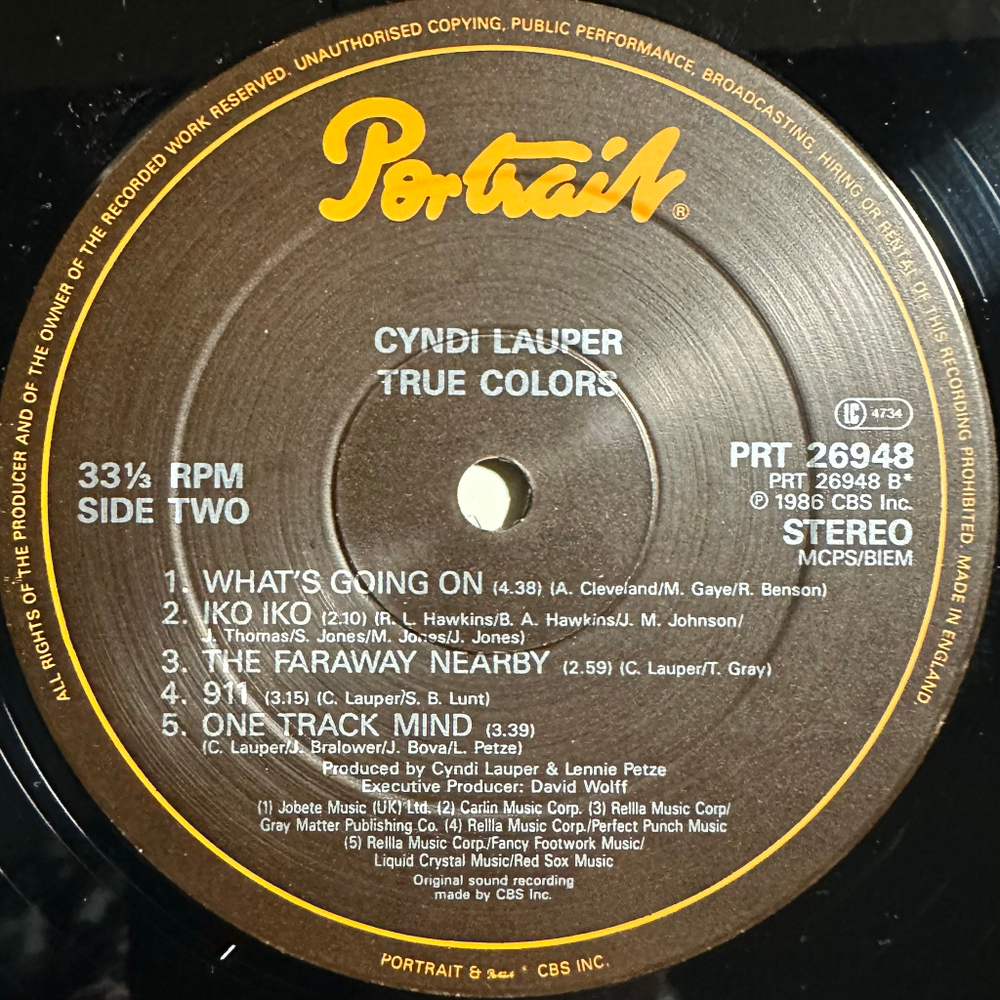 ALL RIGHTS OF THE PRODUCER AND OF THE OWNER OF THE RECORDED WORK RESERVED. UNAUTHORISED COPYING, PUBLIC PERFORMANCE, BROADCASTING, HIRING OR RENTAL OF THIS RECORDING PROHIBITED. MADE IN ENGLAND.
Portrait®
CYNDI LAUPER
TRUE COLORS
LC 4734
33⅓ RPM
SIDE TWO
PRT 26948
PRT 26948 B*
℗ 1986 CBS Inc.
STEREO
MCPS/BIEM
1. WHAT'S GOING ON (4.38) (A. Cleveland/M. Gaye/R. Benson)
2. IKO IKO (2.10) (R. L. Hawkins/B. A. Hawkins/J. M. Johnson/
J. Thomas/S. Jones/M. Jones/J. Jones)
3. THE FARAWAY NEARBY (2.59) (C. Lauper/T. Gray)
4. 911 (3.15) (C. Lauper/S. B. Lunt)
5. ONE TRACK MIND (3.39)
(C. Lauper/J. Bralower/J. Bova/L. Petze)
Produced by Cyndi Lauper & Lennie Petze
Executive Producer: David Wolff
(1) Jobete Music (UK) Ltd. (2) Carlin Music Corp. (3) Rellla Music Corp/
Gray Matter Publishing Co. (4) Rellla Music Corp./Perfect Punch Music
(5) Rellla Music Corp./Fancy Footwork Music/
Liquid Crystal Music/Red Sox Music
Original sound recording
made by CBS Inc.
PORTRAIT & CBS INC.